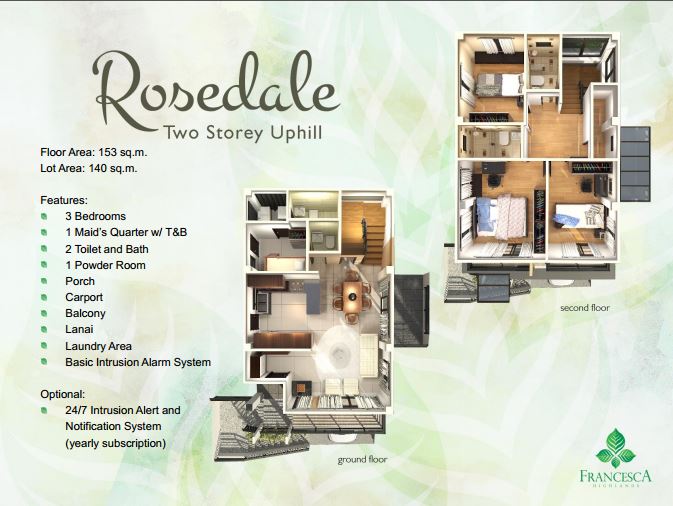 Rosedale
Two Storey Uphill
Floor Area: 153 sq.m.
Lot Area: 140 sq.m.
Features:
3 Bedrooms
1 Maid's Quarter w/ T&B
2 Toilet and Bath
1 Powder Room
Porch
Carport
Balcony
Lanai
Laundry Area
Basic Intrusion Alarm System
Optional:
24/7 Intrusion Alert and
Notification System
(yearly subscription)
ground floor
second floor
FRANCESCA
HIGHLANDS